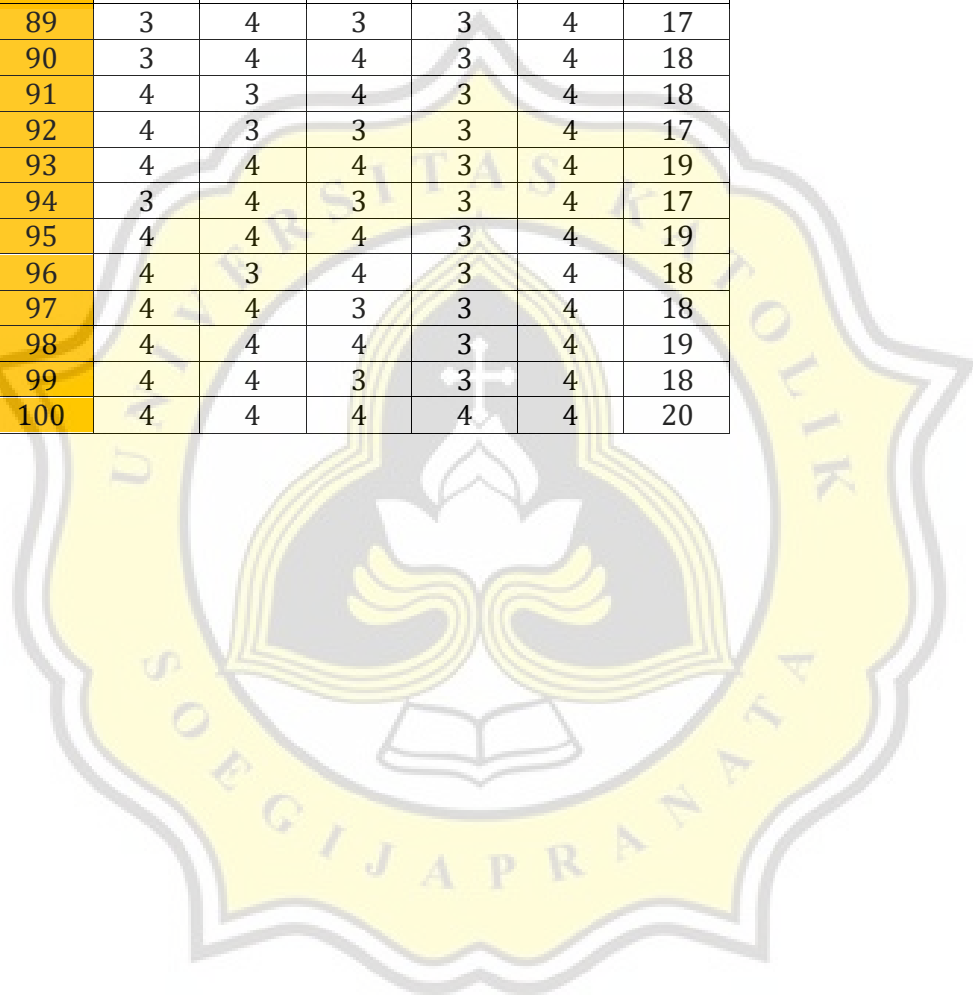 89 3 4 3 3 4 17
90 3 4 4 3 4 18
91 4 3 4 3 4 18
92 4 3 3 3 4 17
93 4 4 4 3 4 19
94 3 4 3 3 4 17
95 4 4 4 3 4 19
96 4 3 4 3 4 18
97 4 4 3 3 4 18
98 4 4 4 3 4 19
99 4 4 3 3 4 18
100 4 4 4 4 4 20
UNIVERSITAS KATOLIK
SOEGIJAPRANATA